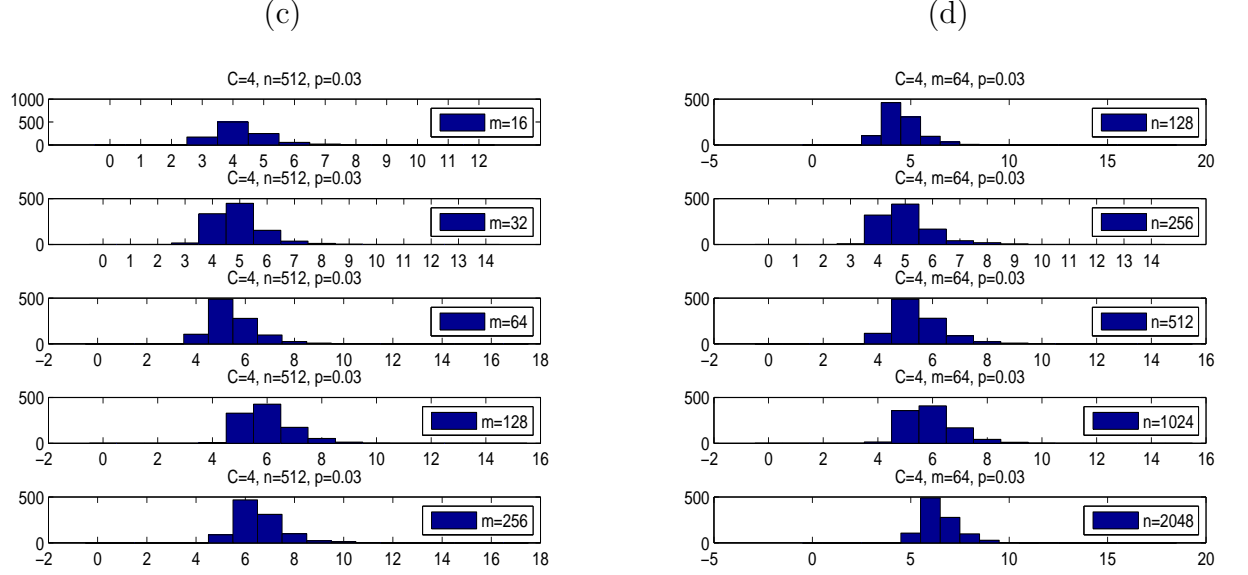 (c)
C=4, n=512, p=0.03
1000
500
0
m=16
0 1 2 3 4 5 6 7 8 9 10 11 12
C=4, n=512, p=0.03
500
0
m=32
0 1 2 3 4 5 6 7 8 9 10 11 12 13 14
C=4, n=512, p=0.03
500
0
m=64
−2 0 2 4 6 8 10 12 14 16 18
C=4, n=512, p=0.03
500
0
m=128
−2 0 2 4 6 8 10 12 14 16
C=4, n=512, p=0.03
500
0
m=256
−2 0 2 4 6 8 10 12 14 16 18
(d)
C=4, m=64, p=0.03
500
0
n=128
−5 0 5 10 15 20
C=4, m=64, p=0.03
500
0
n=256
0 1 2 3 4 5 6 7 8 9 10 11 12 13 14
C=4, m=64, p=0.03
500
0
n=512
−2 0 2 4 6 8 10 12 14 16
C=4, m=64, p=0.03
500
0
n=1024
−2 0 2 4 6 8 10 12 14 16
C=4, m=64, p=0.03
500
0
n=2048
−5 0 5 10 15 20